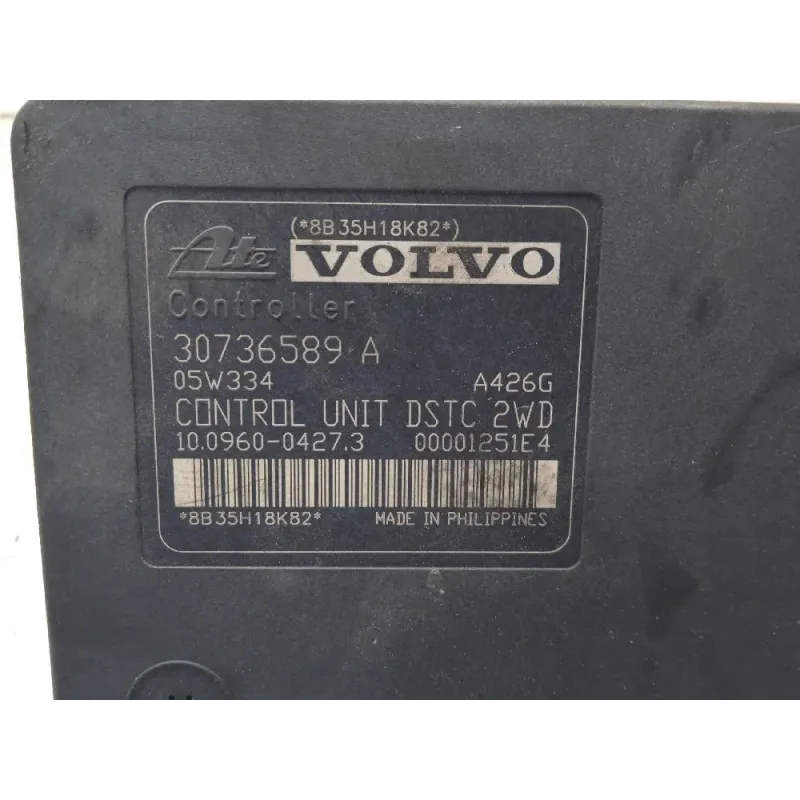 (*8B35H18K82*)
Ate VOLVO
Controller
30736589 A
05W334 A426G
CONTROL UNIT DSTC 2WD
10.0960-0427.3 00001251E4
*8B35H18K82* MADE IN PHILIPPINES